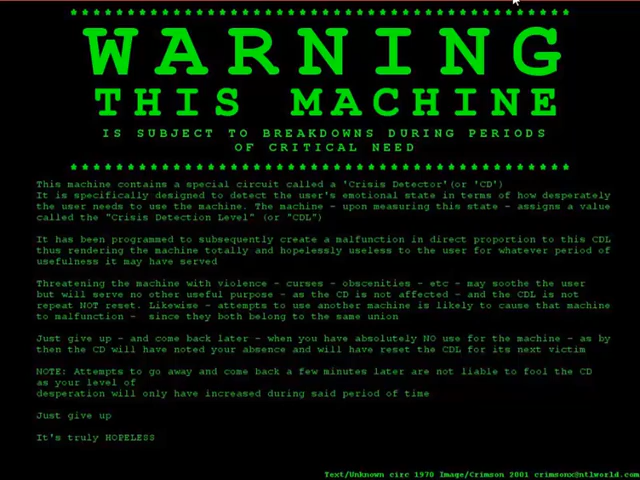 * * * * * * * * * * * * * * * * * * * * * * * * * * * * * * * * * * * *
WARNING
THIS MACHINE
IS SUBJECT TO BREAKDOWNS DURING PERIODS
OF CRITICAL NEED
* * * * * * * * * * * * * * * * * * * * * * * * * * * * * * * * * * * *
This machine contains a special circuit called a 'Crisis Detector'(or 'CD')
It is specifically designed to detect the user's emotional state in terms of how desperately
the user needs to use the machine. The machine - upon measuring this state - assigns a value
called the "Crisis Detection Level" (or "CDL")
It has been programmed to subsequently create a malfunction in direct proportion to this CDL
thus rendering the machine totally and hopelessly useless to the user for whatever period of
usefulness it may have served
Threatening the machine with violence - curses - obscenities - etc - may soothe the user
but will serve no other useful purpose - as the CD is not affected - and the CDL is not
repeat NOT reset. Likewise - attempts to use another machine is likely to cause that machine
to malfunction - since they both belong to the same union
Just give up - and come back later - when you have absolutely NO use for the machine - as by
then the CD will have noted your absence and will have reset the CDL for its next victim
NOTE: Attempts to go away and come back a few minutes later are not liable to fool the CD
as your level of
desperation will only have increased during said period of time
Just give up
It's truly HOPELESS
Text/Unknown circ 1970 Image/Crimson 2001 crimsonx@ntlworld.com